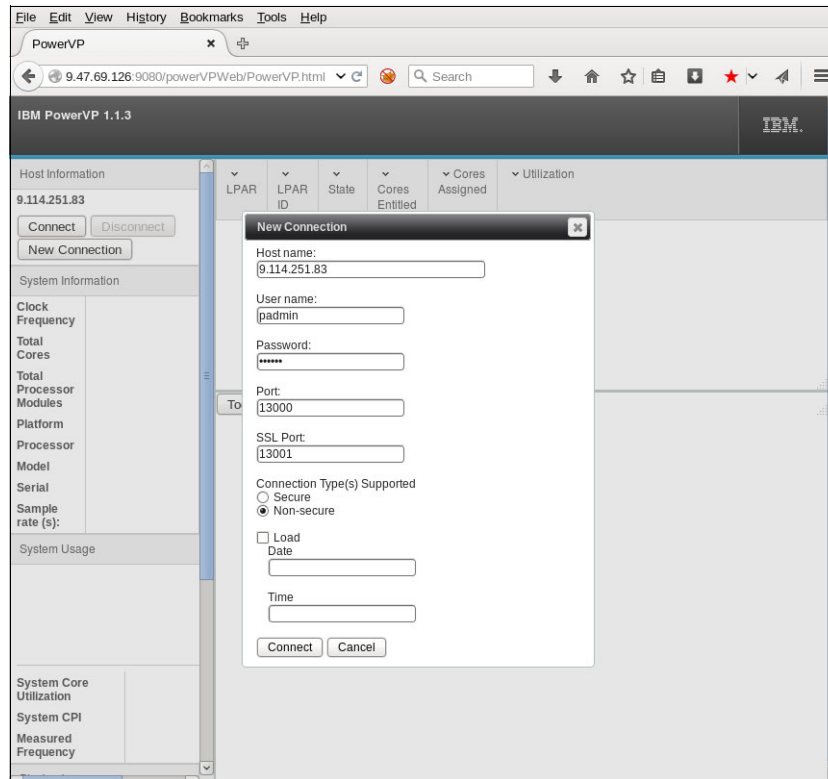 File Edit View History Bookmarks Tools Help
PowerVP
9.47.69.126:9080/powerVPWeb/PowerVP.html
Search
IBM PowerVP 1.1.3
IBM.
Host Information
9.114.251.83
Connect Disconnect
New Connection
System Information
Clock
Frequency
Total
Cores
Total
Processor
Modules
Platform
Processor
Model
Serial
Sample
rate (s):
System Usage
System Core
Utilization
System CPI
Measured
Frequency
LPAR
LPAR
ID
State
Cores
Entitled
Cores
Assigned
Utilization
To
New Connection
Host name:
9.114.251.83
User name:
padmin
Password:
••••••
Port:
13000
SSL Port:
13001
Connection Type(s) Supported
Secure
Non-secure
Load
Date
Time
Connect Cancel